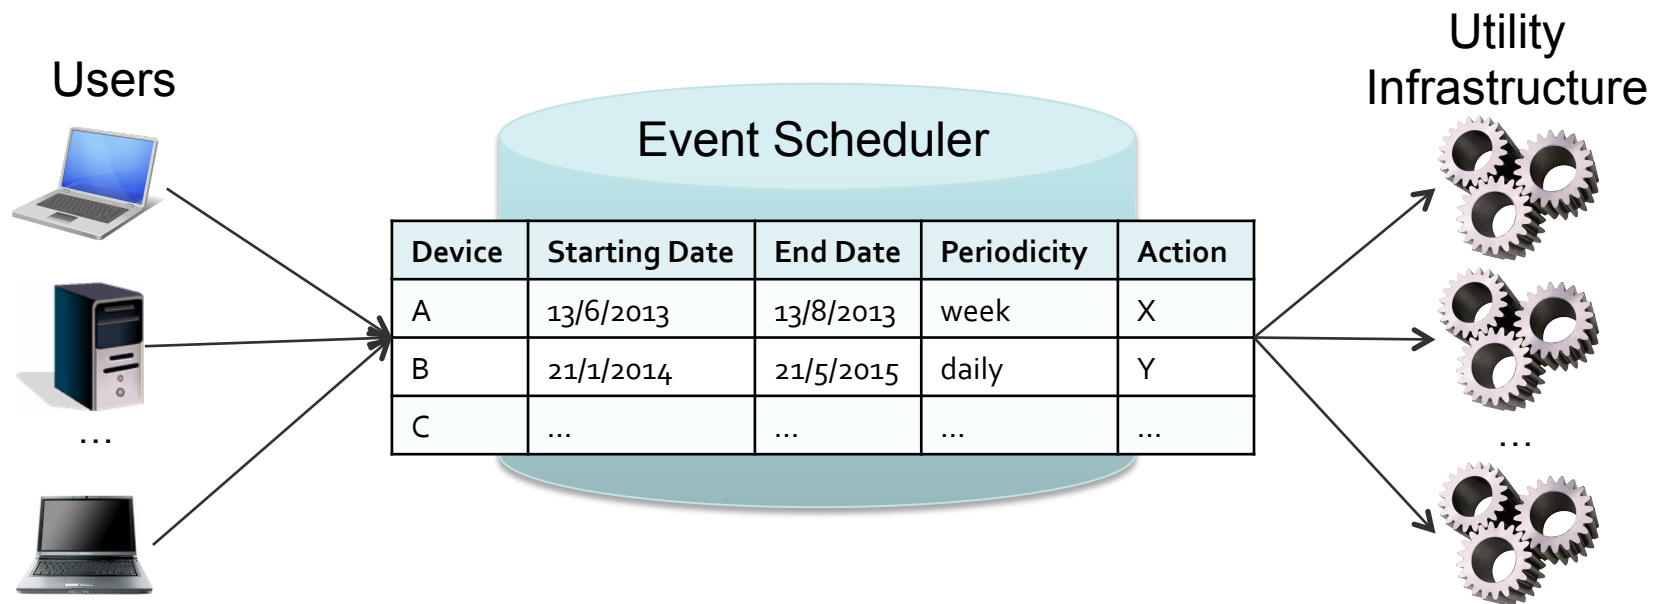 Users
...
Event Scheduler
Device Starting Date End Date Periodicity Action
A 13/6/2013 13/8/2013 week X
B 21/1/2014 21/5/2015 daily Y
C ... ... ... ...
Utility
Infrastructure
...